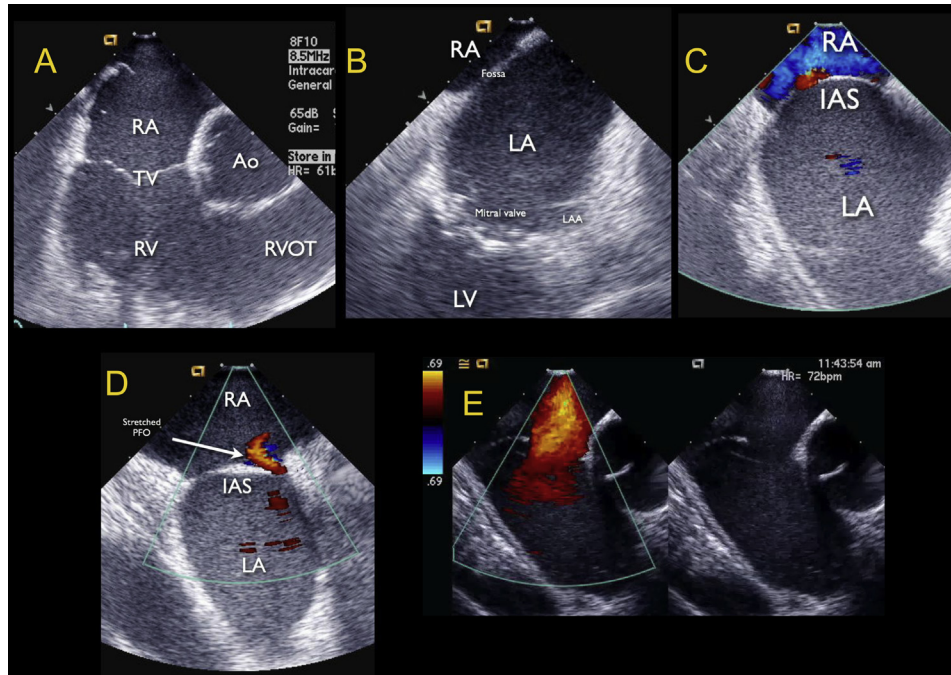 A
8F10
8.5MHz
Intracar
General
65dB S
Gain=
Store in
HR= 61b
RA
TV
Ao
RV
RVOT
B
RA
Fossa
LA
Mitral valve
LAA
LV
C
RA
IAS
LA
D
RA
Stretched
PFO
IAS
LA
E
.69
.69
11:43:54 am
HR= 72bpm